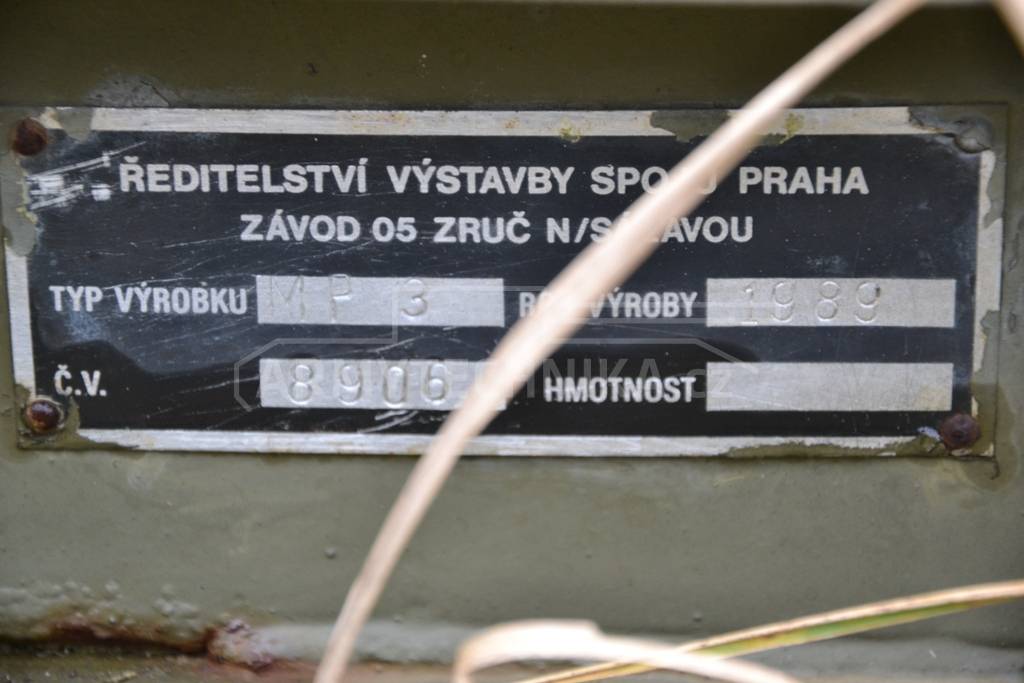 ŘEDITELSTVÍ VÝSTAVBY PRAHA
ZÁVOD 05 ZRUČ
TYP VÝROBKU MP 3 VÝROBY 1989
Č.V. 8906 HMOTNOST